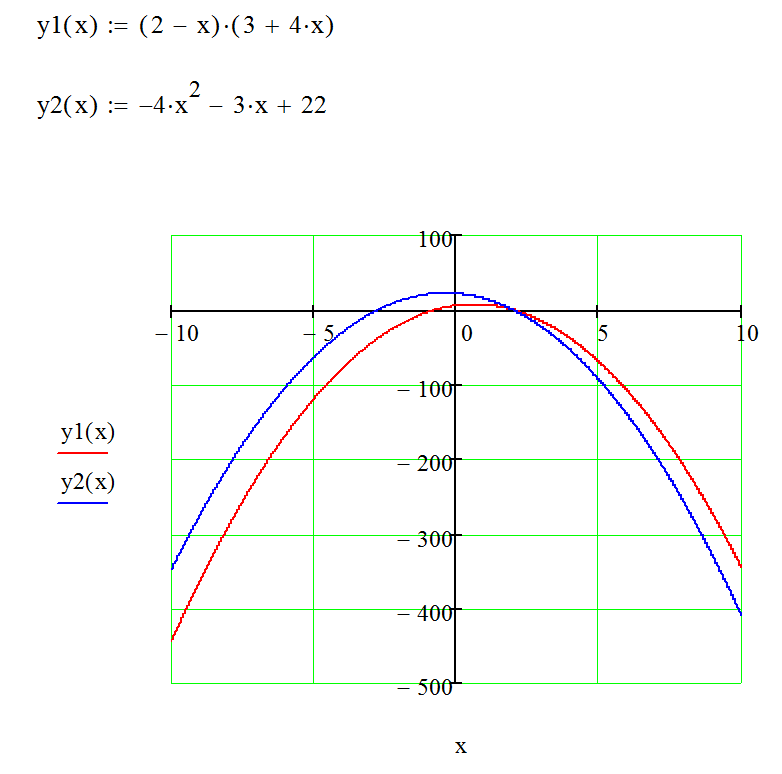 y1(x) := (2 − x)·(3 + 4·x)
y2(x) := −4·x² − 3·x + 22
100
− 10 − 5 0 5 10
− 100
y1(x)
− 200
y2(x)
− 300
− 400
− 500
x